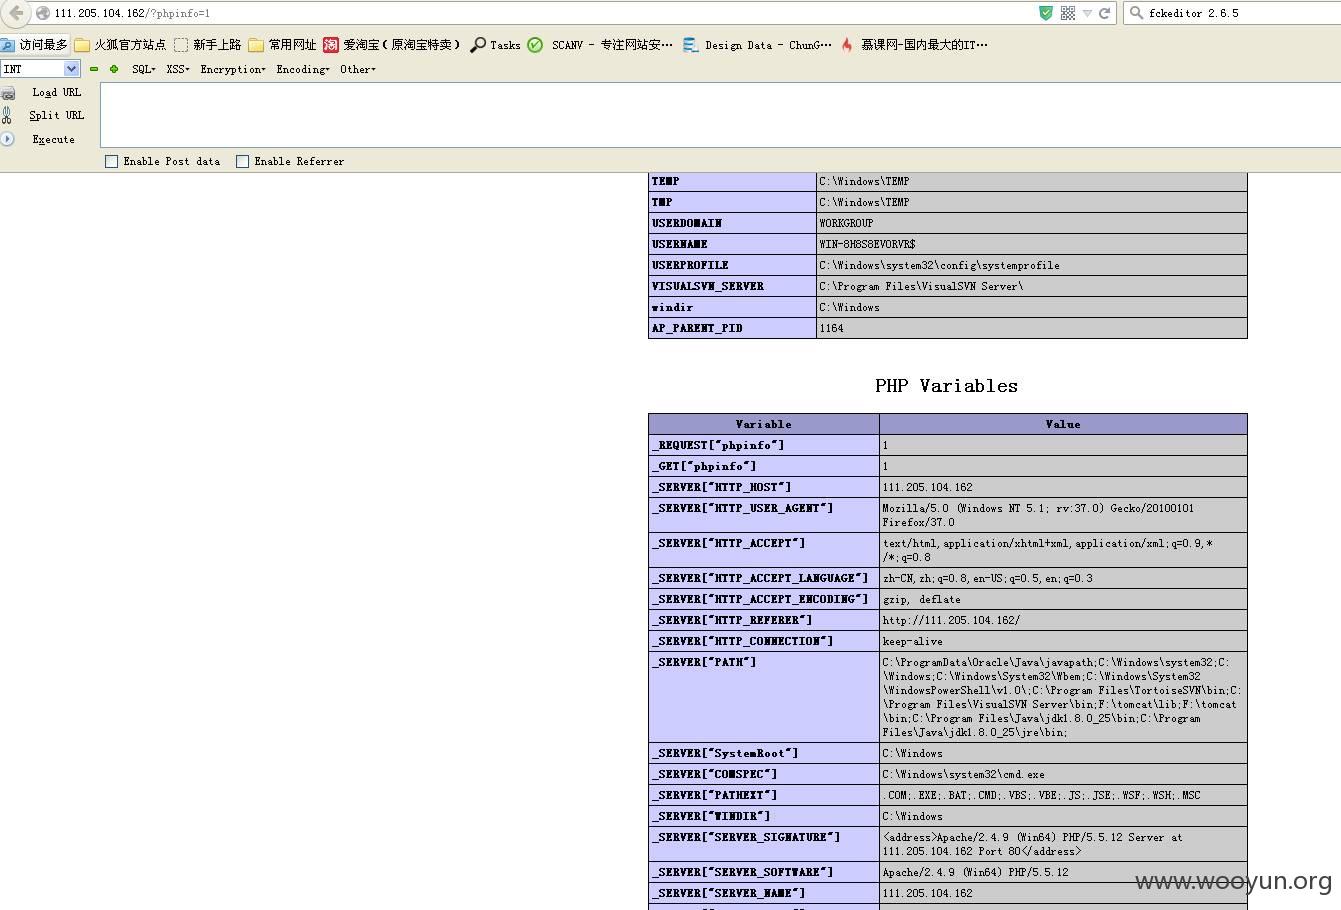 111.205.104.162/?phpinfo=1
fckeditor 2.6.5
访问最多 火狐官方站点 新手上路 常用网址 爱淘宝（原淘宝特卖） Tasks SCANV - 专注网站安… Design Data - ChunG… 慕课网-国内最大的IT…
INT SQL XSS Encryption Encoding Other
Load URL
Split URL
Execute
Enable Post data Enable Referrer
TEMP C:\Windows\TEMP
TMP C:\Windows\TEMP
USERDOMAIN WORKGROUP
USERNAME WIN-8H8S8EVORVR$
USERPROFILE C:\Windows\system32\config\systemprofile
VISUALSVN_SERVER C:\Program Files\VisualSVN Server\
windir C:\Windows
AP_PARENT_PID 1164
PHP Variables
Variable Value
_REQUEST["phpinfo"] 1
_GET["phpinfo"] 1
_SERVER["HTTP_HOST"] 111.205.104.162
_SERVER["HTTP_USER_AGENT"] Mozilla/5.0 (Windows NT 5.1; rv:37.0) Gecko/20100101
Firefox/37.0
_SERVER["HTTP_ACCEPT"] text/html,application/xhtml+xml,application/xml;q=0.9,*
/*;q=0.8
_SERVER["HTTP_ACCEPT_LANGUAGE"] zh-CN,zh;q=0.8,en-US;q=0.5,en;q=0.3
_SERVER["HTTP_ACCEPT_ENCODING"] gzip, deflate
_SERVER["HTTP_REFERER"] http://111.205.104.162/
_SERVER["HTTP_CONNECTION"] keep-alive
_SERVER["PATH"] C:\ProgramData\Oracle\Java\javapath;C:\Windows\system32;C:
\Windows;C:\Windows\System32\Wbem;C:\Windows\System32
\WindowsPowerShell\v1.0\;C:\Program Files\TortoiseSVN\bin;C:
\Program Files\VisualSVN Server\bin;F:\tomcat\lib;F:\tomcat
\bin;C:\Program Files\Java\jdk1.8.0_25\bin;C:\Program
Files\Java\jdk1.8.0_25\jre\bin;
_SERVER["SystemRoot"] C:\Windows
_SERVER["COMSPEC"] C:\Windows\system32\cmd.exe
_SERVER["PATHEXT"] .COM;.EXE;.BAT;.CMD;.VBS;.VBE;.JS;.JSE;.WSF;.WSH;.MSC
_SERVER["WINDIR"] C:\Windows
_SERVER["SERVER_SIGNATURE"] <address>Apache/2.4.9 (Win64) PHP/5.5.12 Server at
111.205.104.162 Port 80</address>
_SERVER["SERVER_SOFTWARE"] Apache/2.4.9 (Win64) PHP/5.5.12
_SERVER["SERVER_NAME"] 111.205.104.162
www.wooyun.org